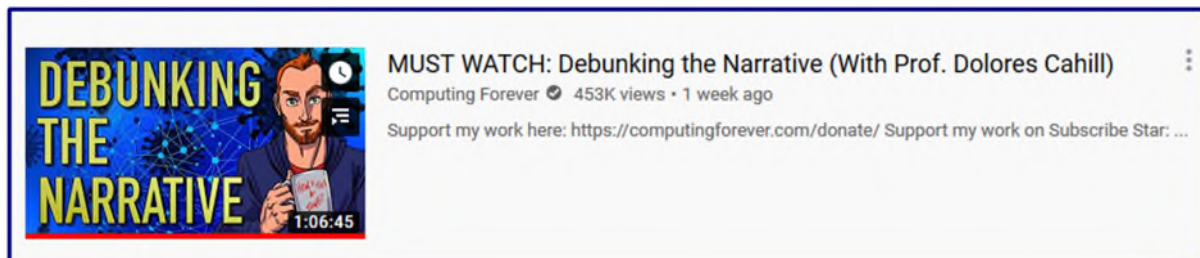 DEBUNKING
THE
NARRATIVE
1:06:45
MUST WATCH: Debunking the Narrative (With Prof. Dolores Cahill)
Computing Forever 453K views • 1 week ago
Support my work here: https://computingforever.com/donate/ Support my work on Subscribe Star: ...